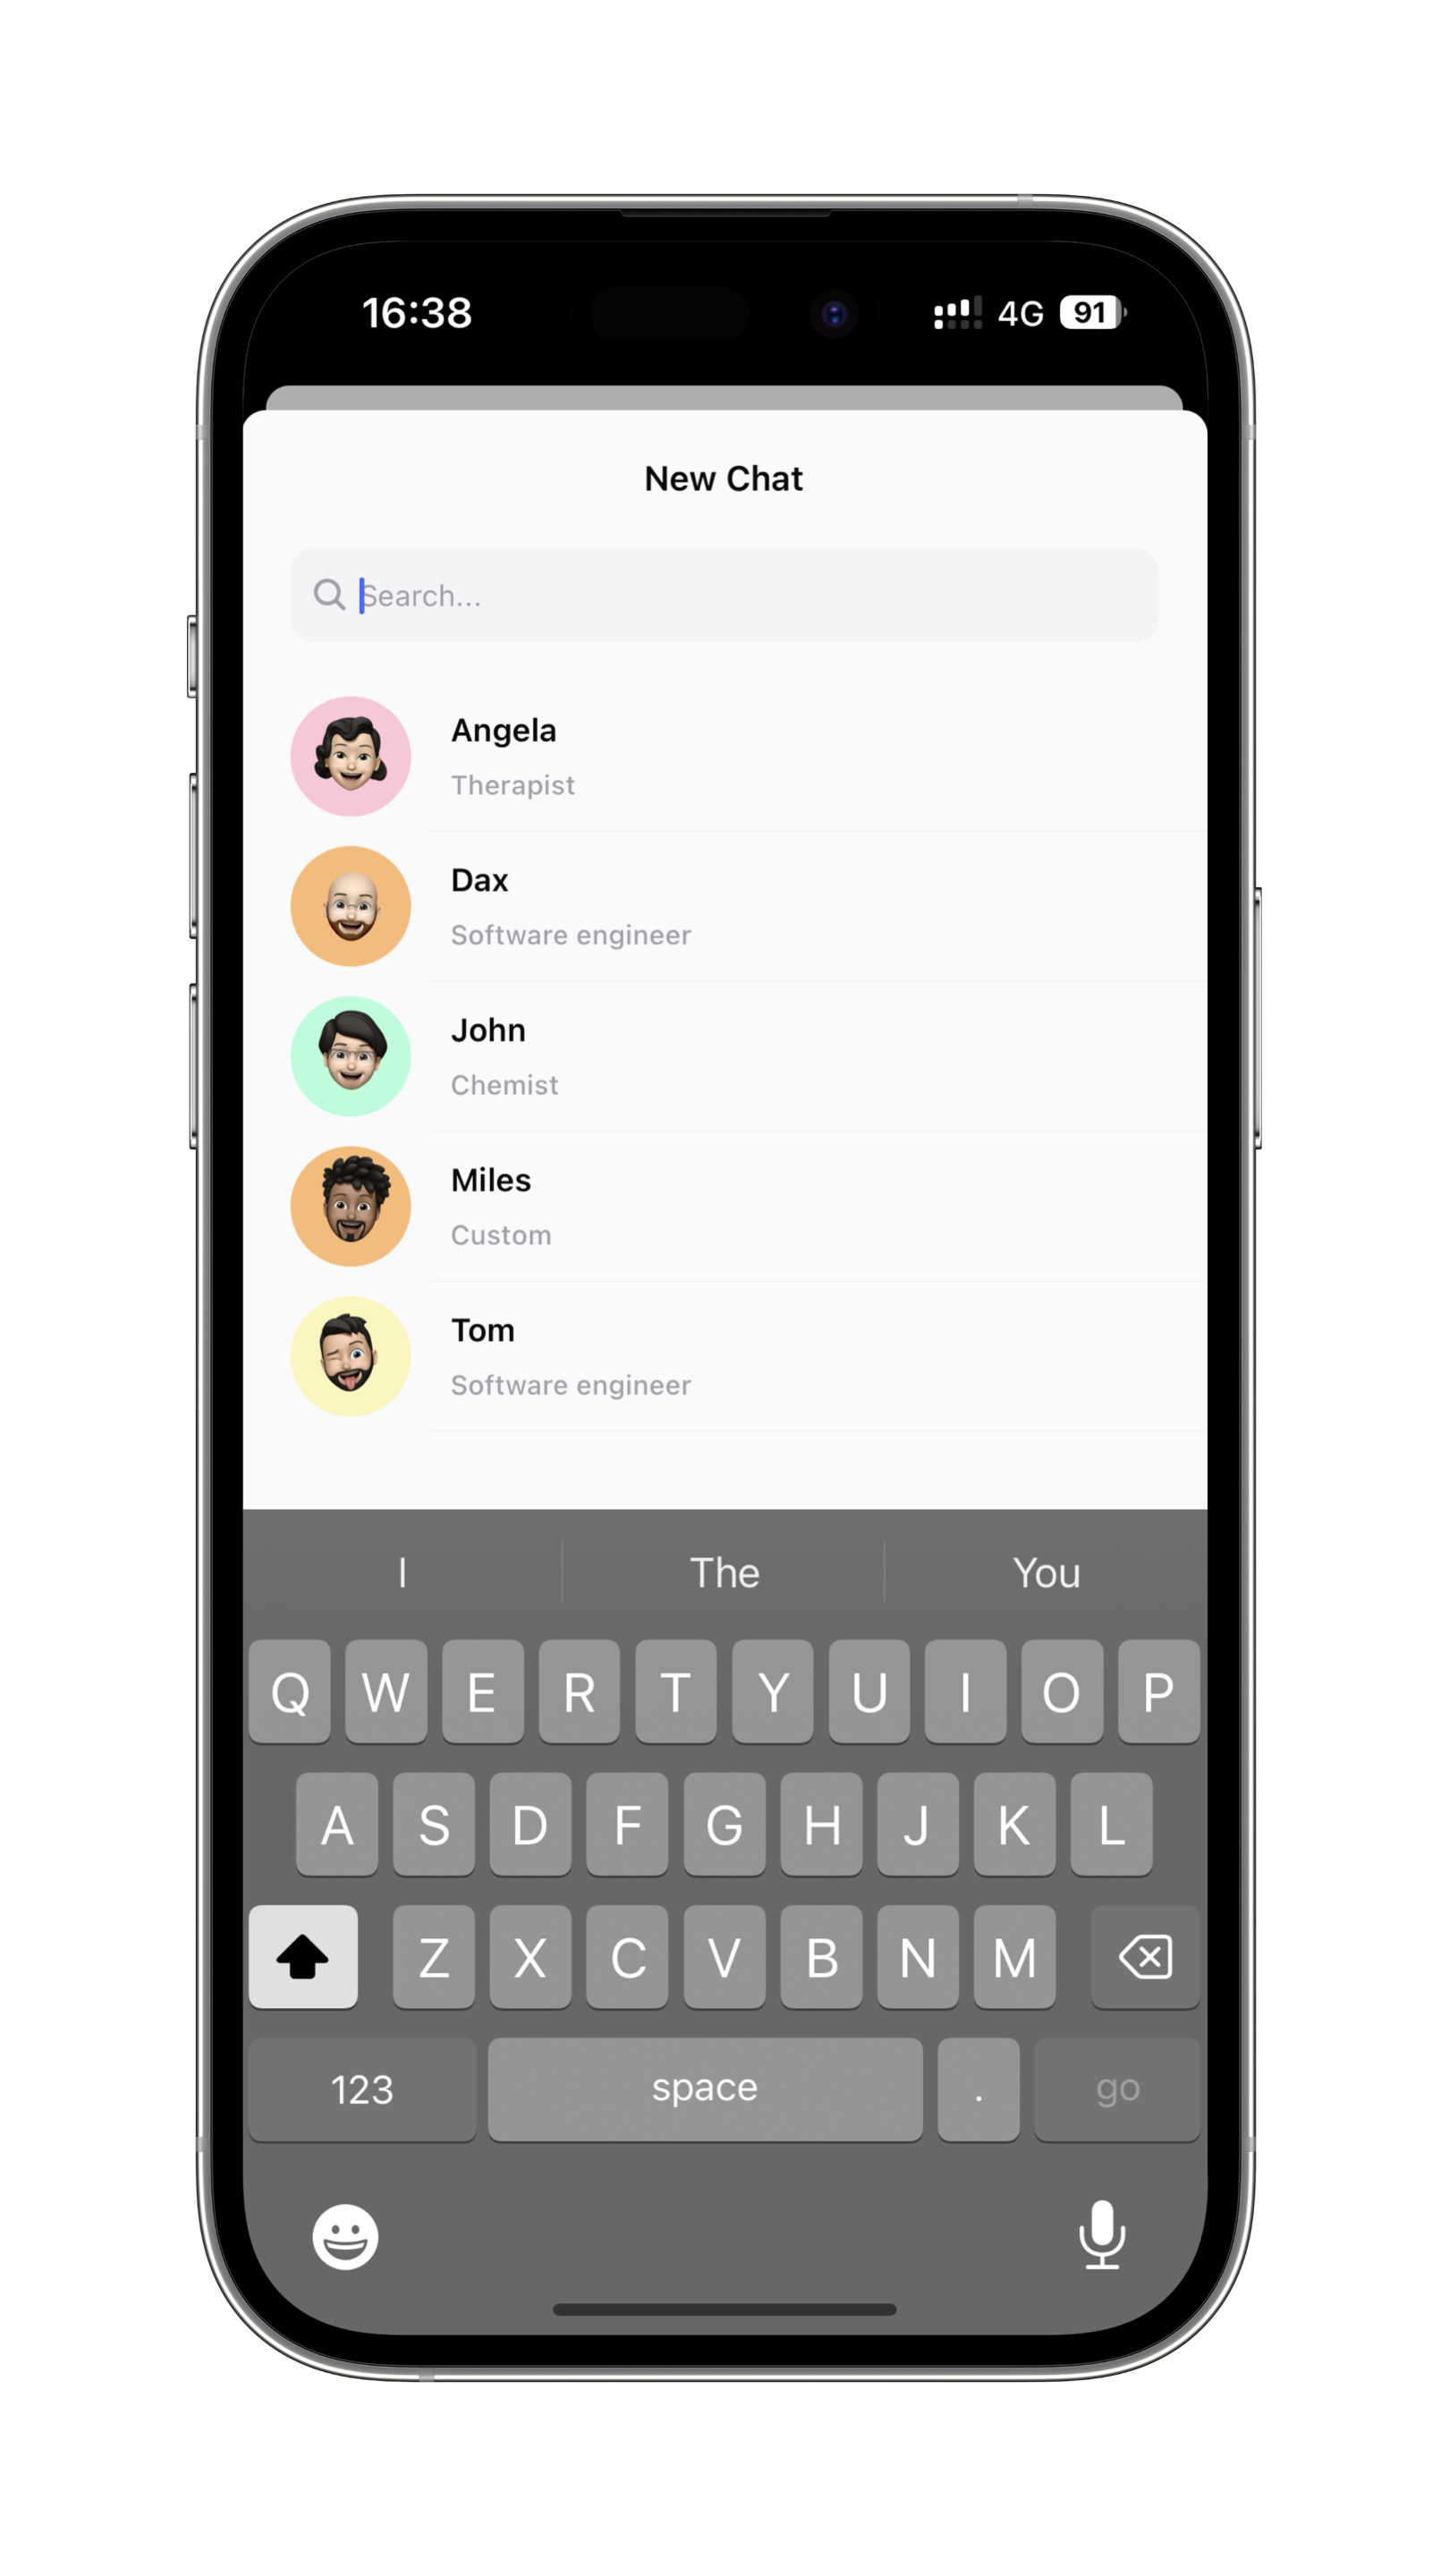 16:38 4G 91
New Chat
Search...
Angela
Therapist
Dax
Software engineer
John
Chemist
Miles
Custom
Tom
Software engineer
I The You
Q W E R T Y U I O P
A S D F G H J K L
Z X C V B N M
123 space . go